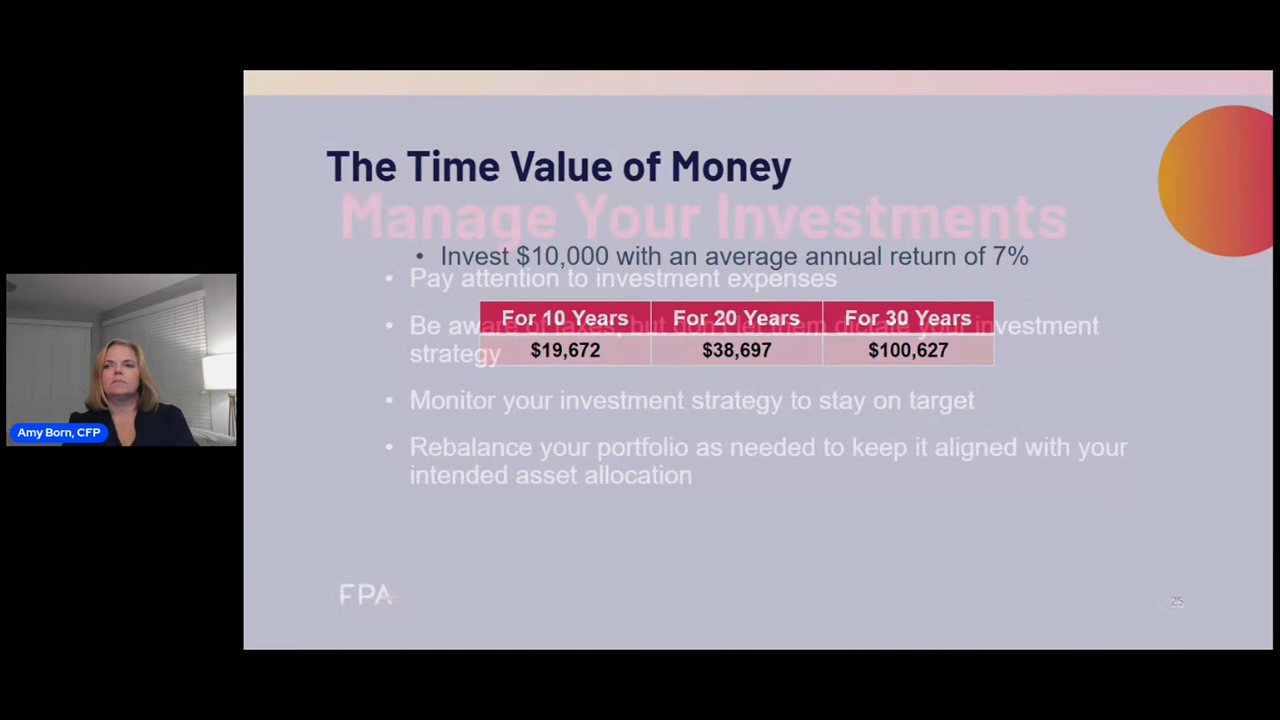 The Time Value of Money
Manage Your Investments
• Invest $10,000 with an average annual return of 7%
• Pay attention to investment expenses
For 10 Years For 20 Years For 30 Years
• Be aware of taxes, but don't let them dictate your investment
strategy
$19,672 $38,697 $100,627
• Monitor your investment strategy to stay on target
• Rebalance your portfolio as needed to keep it aligned with your
intended asset allocation
Amy Born, CFP
FPA
25